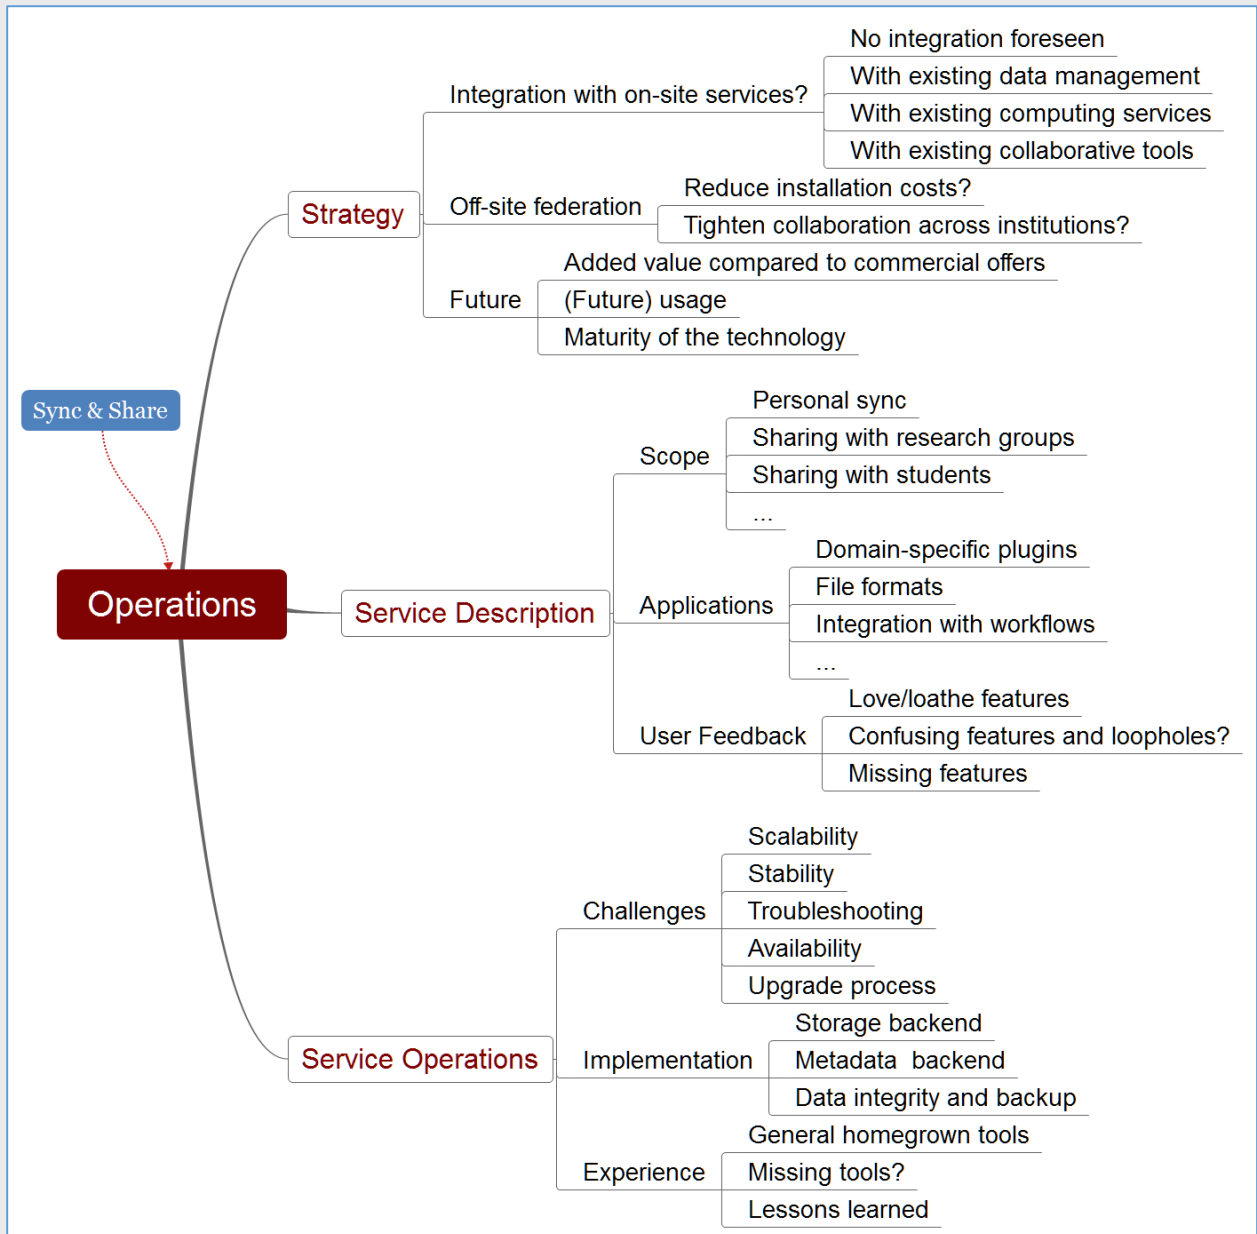 No integration foreseen
With existing data management
Integration with on-site services?
With existing computing services
With existing collaborative tools
Strategy
Reduce installation costs?
Off-site federation
Tighten collaboration across institutions?
Added value compared to commercial offers
Future
(Future) usage
Maturity of the technology
Sync & Share
Operations
Personal sync
Sharing with research groups
Scope
Sharing with students
...
Domain-specific plugins
File formats
Service Description
Applications
Integration with workflows
...
Love/loathe features
User Feedback
Confusing features and loopholes?
Missing features
Scalability
Stability
Challenges
Troubleshooting
Availability
Upgrade process
Storage backend
Service Operations
Implementation
Metadata  backend
Data integrity and backup
General homegrown tools
Experience
Missing tools?
Lessons learned